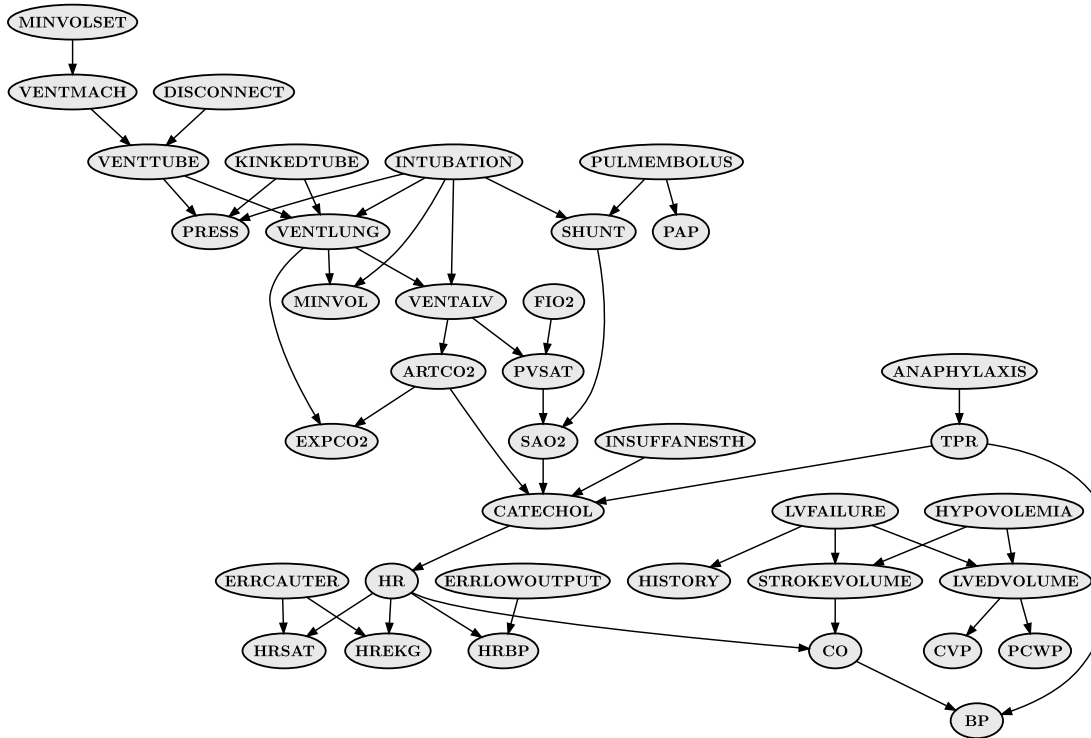 MINVOLSET
VENTMACH DISCONNECT
VENTTUBE KINKEDTUBE INTUBATION PULMEMBOLUS
PRESS VENTLUNG SHUNT PAP
MINVOL VENTALV FIO2
ARTCO2 PVSAT ANAPHYLAXIS
EXPCO2 SAO2 INSUFFANESTH TPR
CATECHOL LVFAILURE HYPOVOLEMIA
ERRCAUTER HR ERRLOWOUTPUT HISTORY STROKEVOLUME LVEDVOLUME
HRSAT HREKG HRBP CO CVP PCWP
BP